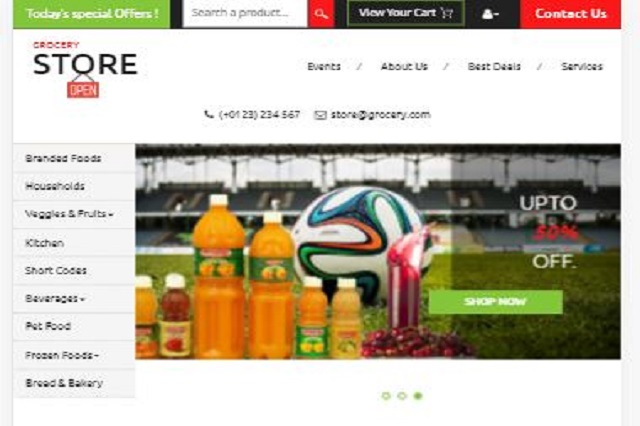 Today's special Offers !
Search a product...
View Your Cart
Contact Us
GROCERY
STORE
OPEN
Events / About Us / Best Deals / Services
(+0123) 234 567
store@grocery.com
Branded Foods
Households
Veggies & Fruits
Kitchen
Short Codes
Beverages
Pet Food
Frozen Foods
Bread & Bakery
UPTO
50%
OFF.
SHOP NOW